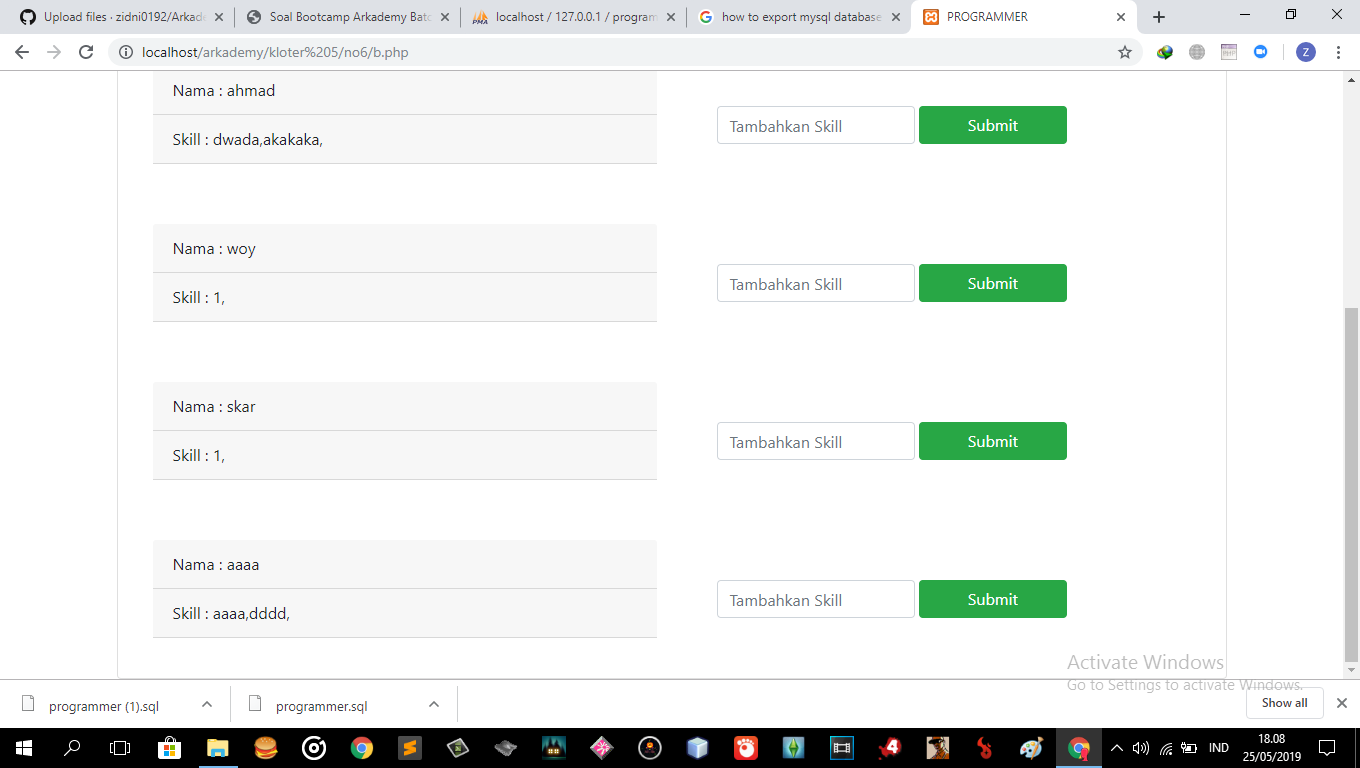 Upload files · zidni0192/Arkade
Soal Bootcamp Arkademy Batc
localhost / 127.0.0.1 / program
how to export mysql database
PROGRAMMER
localhost/arkademy/kloter%205/no6/b.php
Z
Nama : ahmad
Skill : dwada,akakaka,
Tambahkan Skill Submit
Nama : woy
Skill : 1,
Tambahkan Skill Submit
Nama : skar
Skill : 1,
Tambahkan Skill Submit
Nama : aaaa
Skill : aaaa,dddd,
Tambahkan Skill Submit
Activate Windows
Go to Settings to activate Windows.
programmer (1).sql
programmer.sql
Show all
IND
18.08
25/05/2019